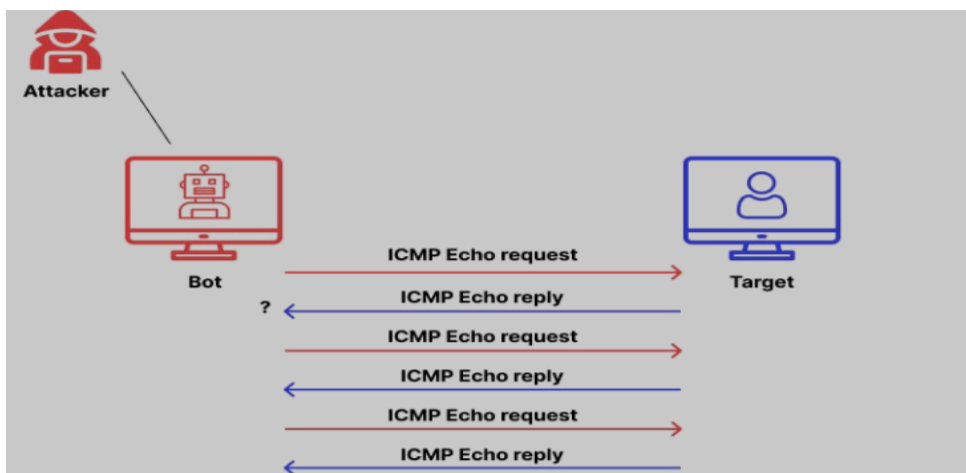 Attacker
Bot
Target
ICMP Echo request
? ICMP Echo reply
ICMP Echo request
ICMP Echo reply
ICMP Echo request
ICMP Echo reply